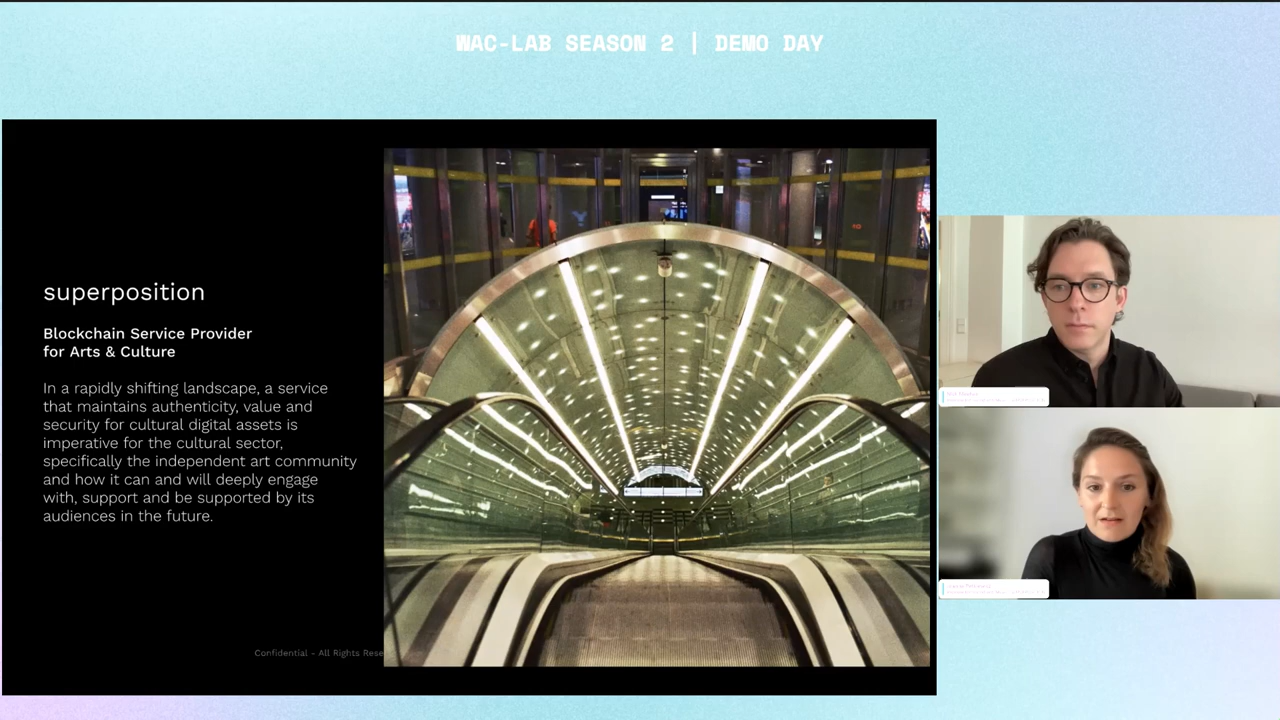 WAC-LAB SEASON 2 | DEMO DAY
superposition
Blockchain Service Provider
for Arts & Culture
In a rapidly shifting landscape, a service
that maintains authenticity, value and
security for cultural digital assets is
imperative for the cultural sector,
specifically the independent art community
and how it can and will deeply engage
with, support and be supported by its
audiences in the future.
Confidential - All Rights Rese